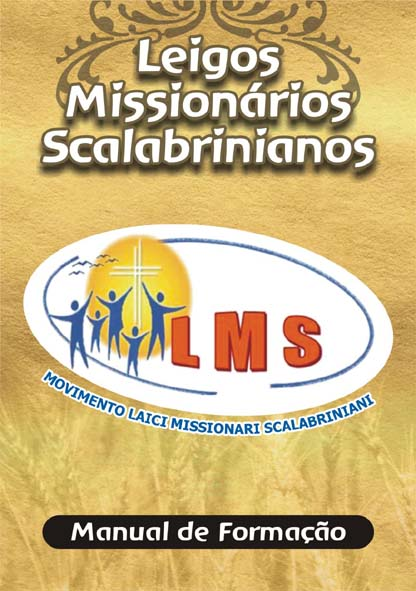 Leigos
Missionários
Scalabrinianos
LMS
MOVIMENTO LAICI MISSIONARI SCALABRINIANI
Manual de Formação